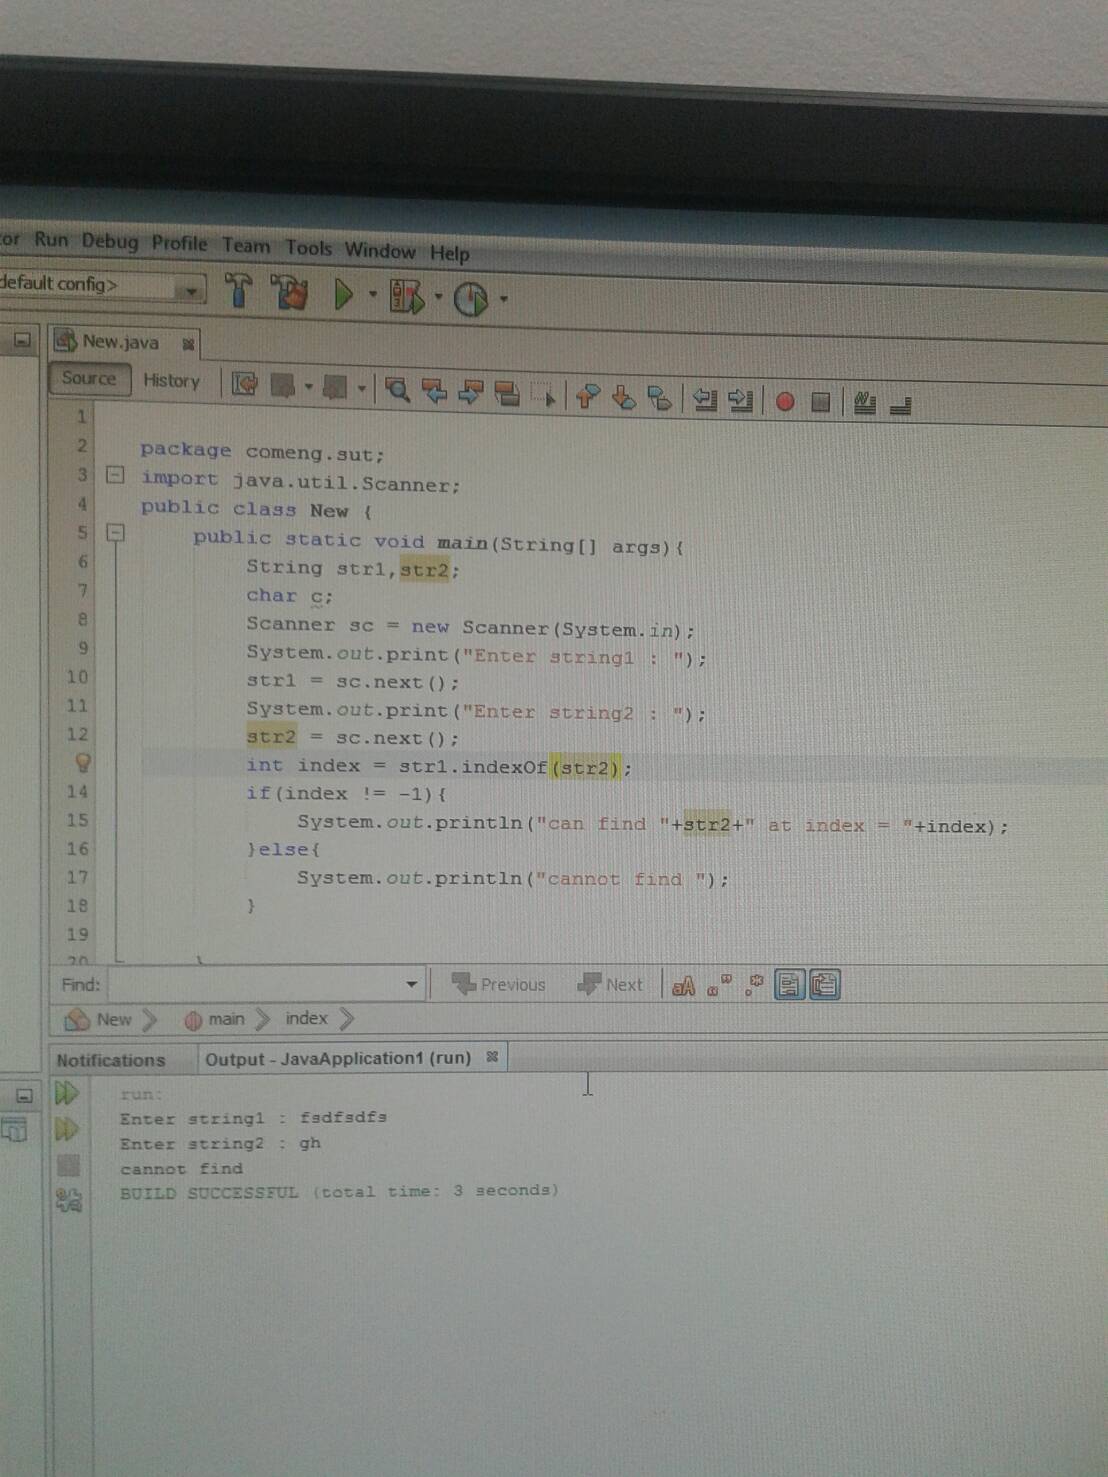 or Run Debug Profile Team Tools Window Help
default config>
New.java
Source History
1
2 package comeng.sut;
3 import java.util.Scanner;
4 public class New {
5 public static void main(String[] args){
6 String str1,str2;
7 char c;
8 Scanner sc = new Scanner(System.in);
9 System.out.print("Enter string1 : ");
10 str1 = sc.next();
11 System.out.print("Enter string2 : ");
12 str2 = sc.next();
int index = str1.indexOf(str2);
14 if(index != -1){
15 System.out.println("can find "+str2+" at index = "+index);
16 }else{
17 System.out.println("cannot find ");
18 }
19
20 }
Find: Previous Next
New main index
Notifications Output - JavaApplication1 (run)
run:
Enter string1 : fsdfsdfs
Enter string2 : gh
cannot find
BUILD SUCCESSFUL (total time: 3 seconds)